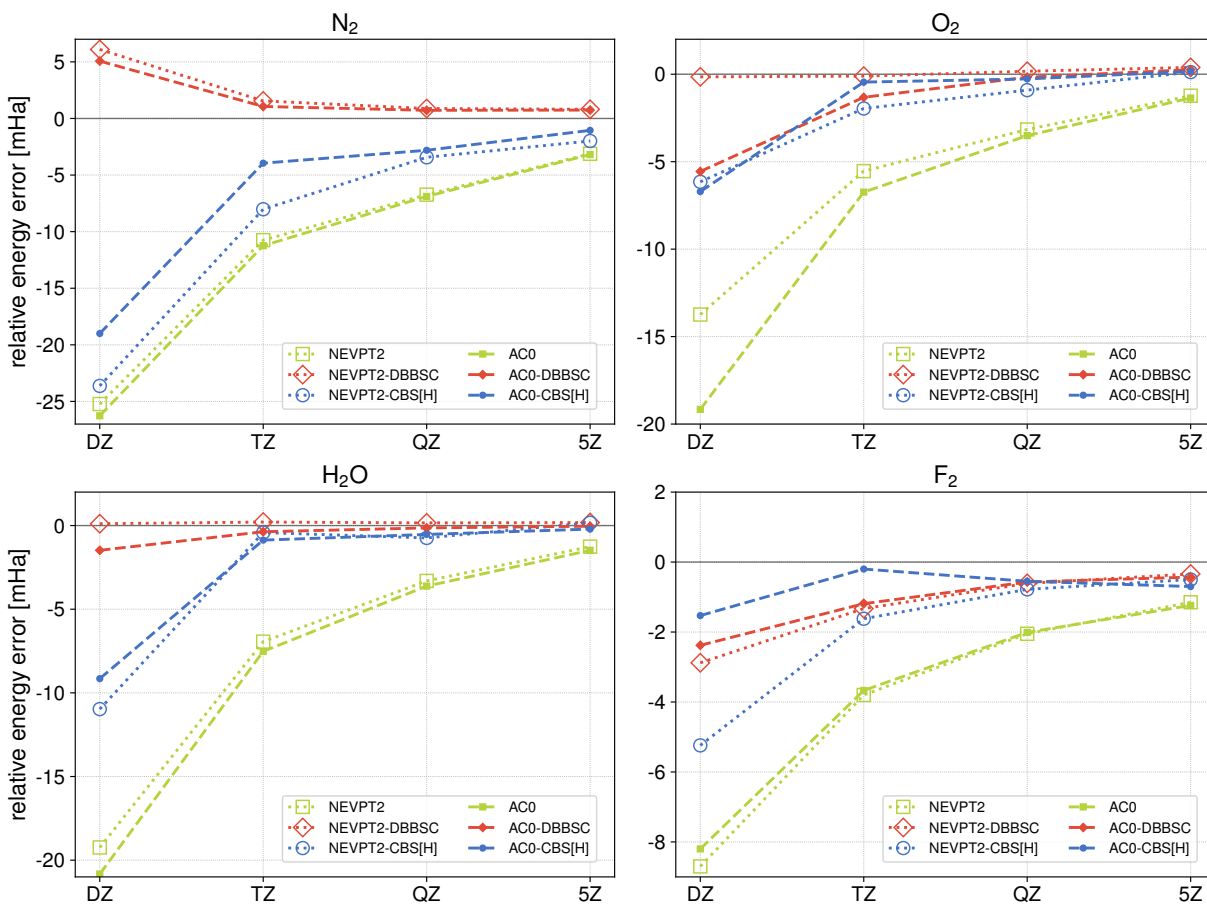 N₂
O₂
relative energy error [mHa]
5
0
-5
-10
-15
-20
-25
DZ
TZ
QZ
5Z
NEVPT2
AC0
NEVPT2-DBBSC
AC0-DBBSC
NEVPT2-CBS[H]
AC0-CBS[H]
0
-5
-10
-15
-20
DZ
TZ
QZ
5Z
NEVPT2
AC0
NEVPT2-DBBSC
AC0-DBBSC
NEVPT2-CBS[H]
AC0-CBS[H]
H₂O
F₂
relative energy error [mHa]
0
-5
-10
-15
-20
DZ
TZ
QZ
5Z
NEVPT2
AC0
NEVPT2-DBBSC
AC0-DBBSC
NEVPT2-CBS[H]
AC0-CBS[H]
2
0
-2
-4
-6
-8
DZ
TZ
QZ
5Z
NEVPT2
AC0
NEVPT2-DBBSC
AC0-DBBSC
NEVPT2-CBS[H]
AC0-CBS[H]